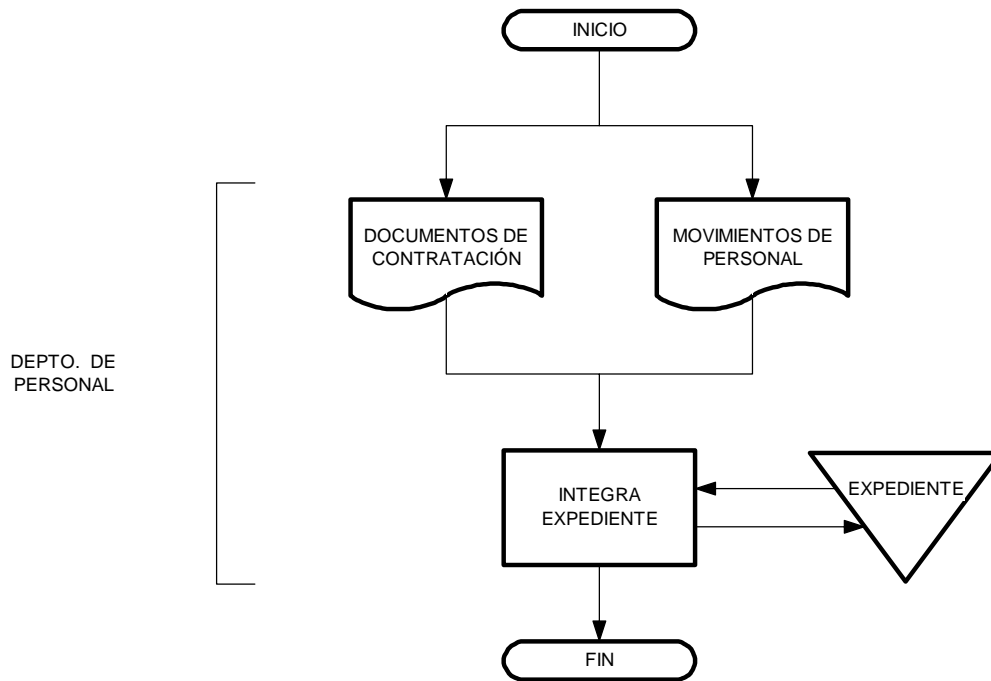 INICIO
DOCUMENTOS DE
CONTRATACIÓN
MOVIMIENTOS DE
PERSONAL
DEPTO. DE
PERSONAL
INTEGRA
EXPEDIENTE
EXPEDIENTE
FIN